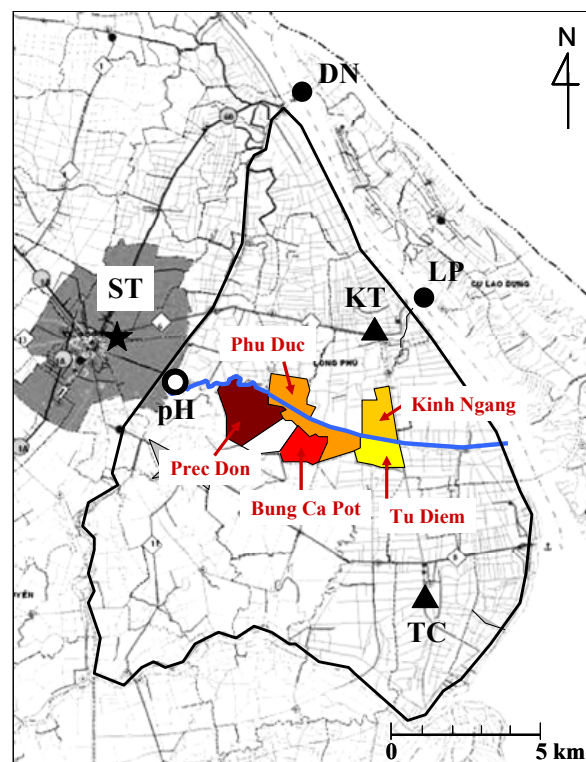 N
DN
LP
CU LAO DUNG
ST
KT
LONG PHÚ
Phu Duc
Kinh Ngang
pH
Prec Don
Bung Ca Pot
Tu Diem
TC
0
5 km